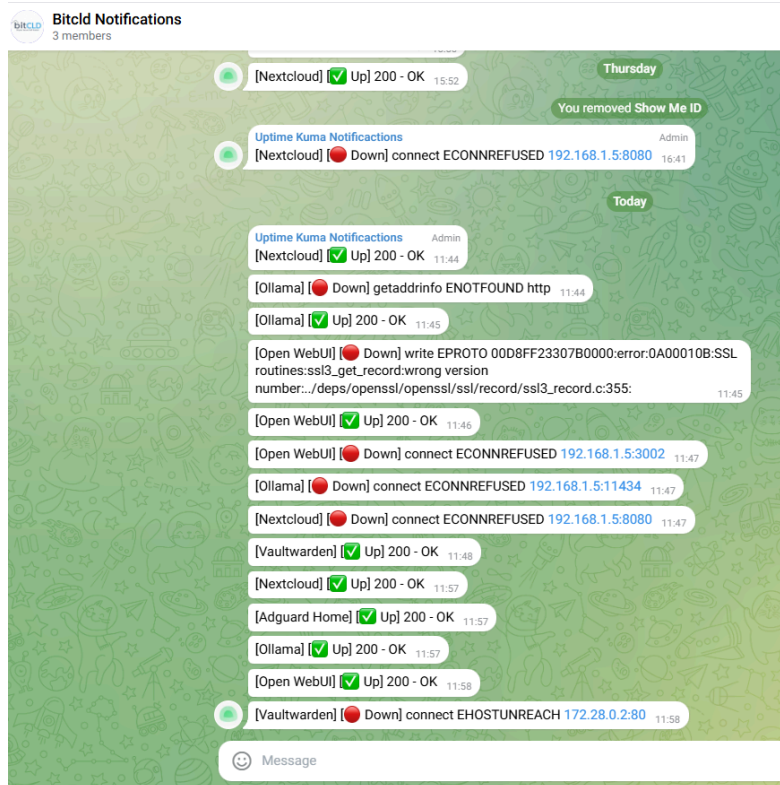 bitCLD
Bitcld Notifications
3 members
[Nextcloud] [✅ Up] 200 - OK 15:52
Thursday
You removed Show Me ID
Uptime Kuma Notificactions Admin
[Nextcloud] [🔴 Down] connect ECONNREFUSED 192.168.1.5:8080 16:41
Today
Uptime Kuma Notificactions Admin
[Nextcloud] [✅ Up] 200 - OK 11:44
[Ollama] [🔴 Down] getaddrinfo ENOTFOUND http 11:44
[Ollama] [✅ Up] 200 - OK 11:45
[Open WebUI] [🔴 Down] write EPROTO 00D8FF23307B0000:error:0A00010B:SSL
routines:ssl3_get_record:wrong version
number:../deps/openssl/openssl/ssl/record/ssl3_record.c:355: 11:45
[Open WebUI] [✅ Up] 200 - OK 11:46
[Open WebUI] [🔴 Down] connect ECONNREFUSED 192.168.1.5:3002 11:47
[Ollama] [🔴 Down] connect ECONNREFUSED 192.168.1.5:11434 11:47
[Nextcloud] [🔴 Down] connect ECONNREFUSED 192.168.1.5:8080 11:47
[Vaultwarden] [✅ Up] 200 - OK 11:48
[Nextcloud] [✅ Up] 200 - OK 11:57
[Adguard Home] [✅ Up] 200 - OK 11:57
[Ollama] [✅ Up] 200 - OK 11:57
[Open WebUI] [✅ Up] 200 - OK 11:58
[Vaultwarden] [🔴 Down] connect EHOSTUNREACH 172.28.0.2:80 11:58
Message